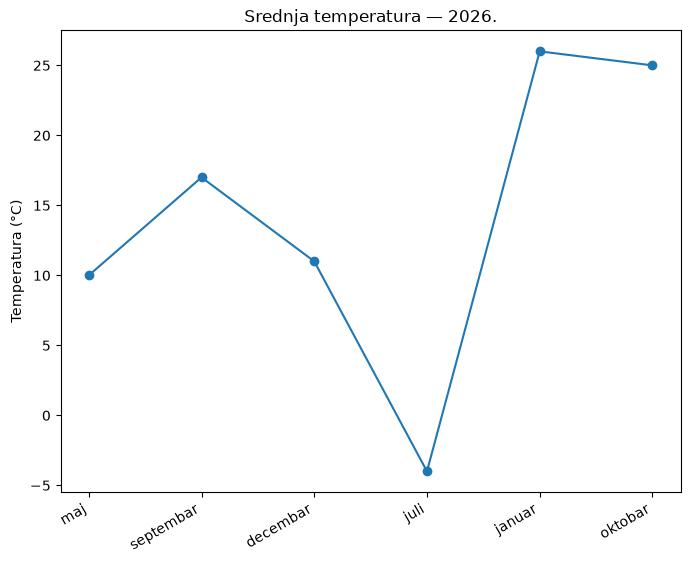 Srednja temperatura — 2026.
Temperatura (°C)
25
20
15
10
5
0
−5
maj
septembar
decembar
juli
januar
oktobar